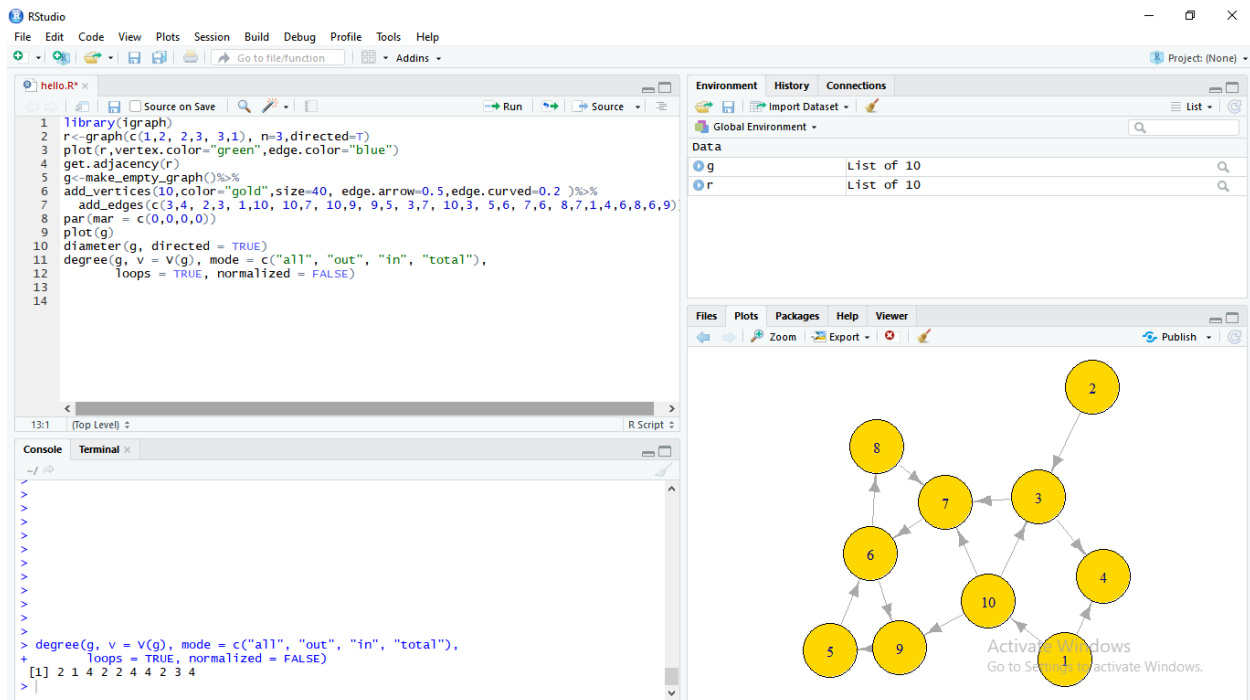 RStudio
File Edit Code View Plots Session Build Debug Profile Tools Help
Go to file/function Addins Project: (None)
hello.R*
Source on Save Run Source
1 library(igraph)
2 r<-graph(c(1,2, 2,3, 3,1), n=3,directed=T)
3 plot(r,vertex.color="green",edge.color="blue")
4 get.adjacency(r)
5 g<-make_empty_graph()%>%
6 add_vertices(10,color="gold",size=40, edge.arrow=0.5,edge.curved=0.2 )%>%
7 add_edges(c(3,4, 2,3, 1,10, 10,7, 10,9, 9,5, 3,7, 10,3, 5,6, 7,6, 8,7,1,4,6,8,6,9)
8 par(mar = c(0,0,0,0))
9 plot(g)
10 diameter(g, directed = TRUE)
11 degree(g, v = V(g), mode = c("all", "out", "in", "total"),
12 loops = TRUE, normalized = FALSE)
13
14
13:1 (Top Level) R Script
Console Terminal
~/
>
>
>
>
>
>
>
>
>
>
>
>
> degree(g, v = V(g), mode = c("all", "out", "in", "total"),
+ loops = TRUE, normalized = FALSE)
[1] 2 1 4 2 2 4 4 2 3 4
>
Environment History Connections
Import Dataset List
Global Environment
Data
g List of 10
r List of 10
Files Plots Packages Help Viewer
Zoom Export Publish
2
8
7
3
6
4
10
5
9
1
Activate Windows
Go to Settings to activate Windows.